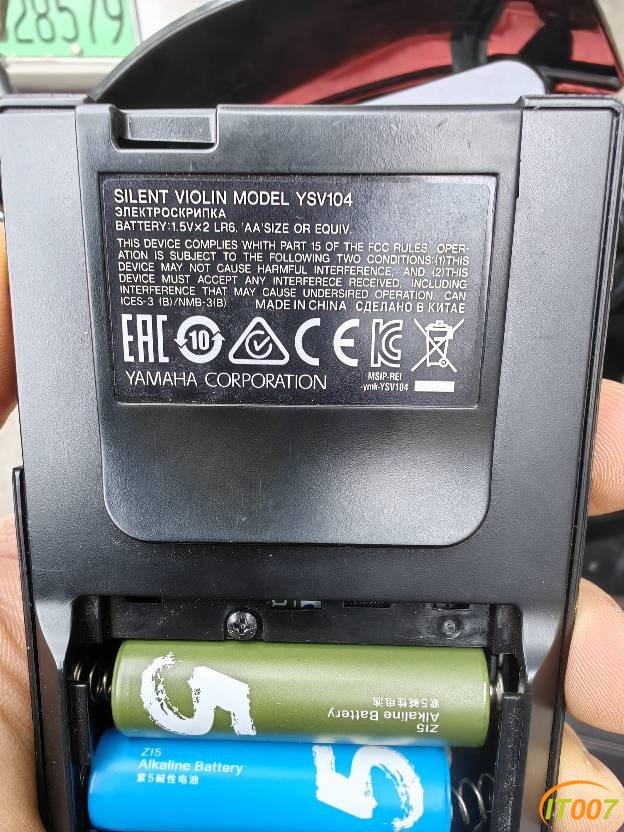 28579
SILENT VIOLIN MODEL YSV104
ЭЛЕКТРОСКРИПКА
BATTERY:1.5V×2 LR6, 'AA'SIZE OR EQUIV.
THIS DEVICE COMPLIES WHITH PART 15 OF THE FCC RULES, OPER-
ATION IS SUBJECT TO THE FOLLOWING TWO CONDITIONS:(1)THIS
DEVICE MAY NOT CAUSE HARMFUL INTERFERENCE, AND (2)THIS
DEVICE MUST ACCEPT ANY INTERFERECE RECEIVED, INCLUDING
INTERFERENCE THAT MAY CAUSE UNDERSIRED OPERATION. CAN
ICES-3 (B)/NMB-3(B) MADE IN CHINA СДЕЛАНО В КИТАЕ
EAC 10 CE
MSIP-REI
-ymk-YSV104
YAMAHA CORPORATION
5
ZI5
Alkaline Battery
紫5碱性电池
ZI5
Alkaline Battery
紫5碱性电池
5
IT007